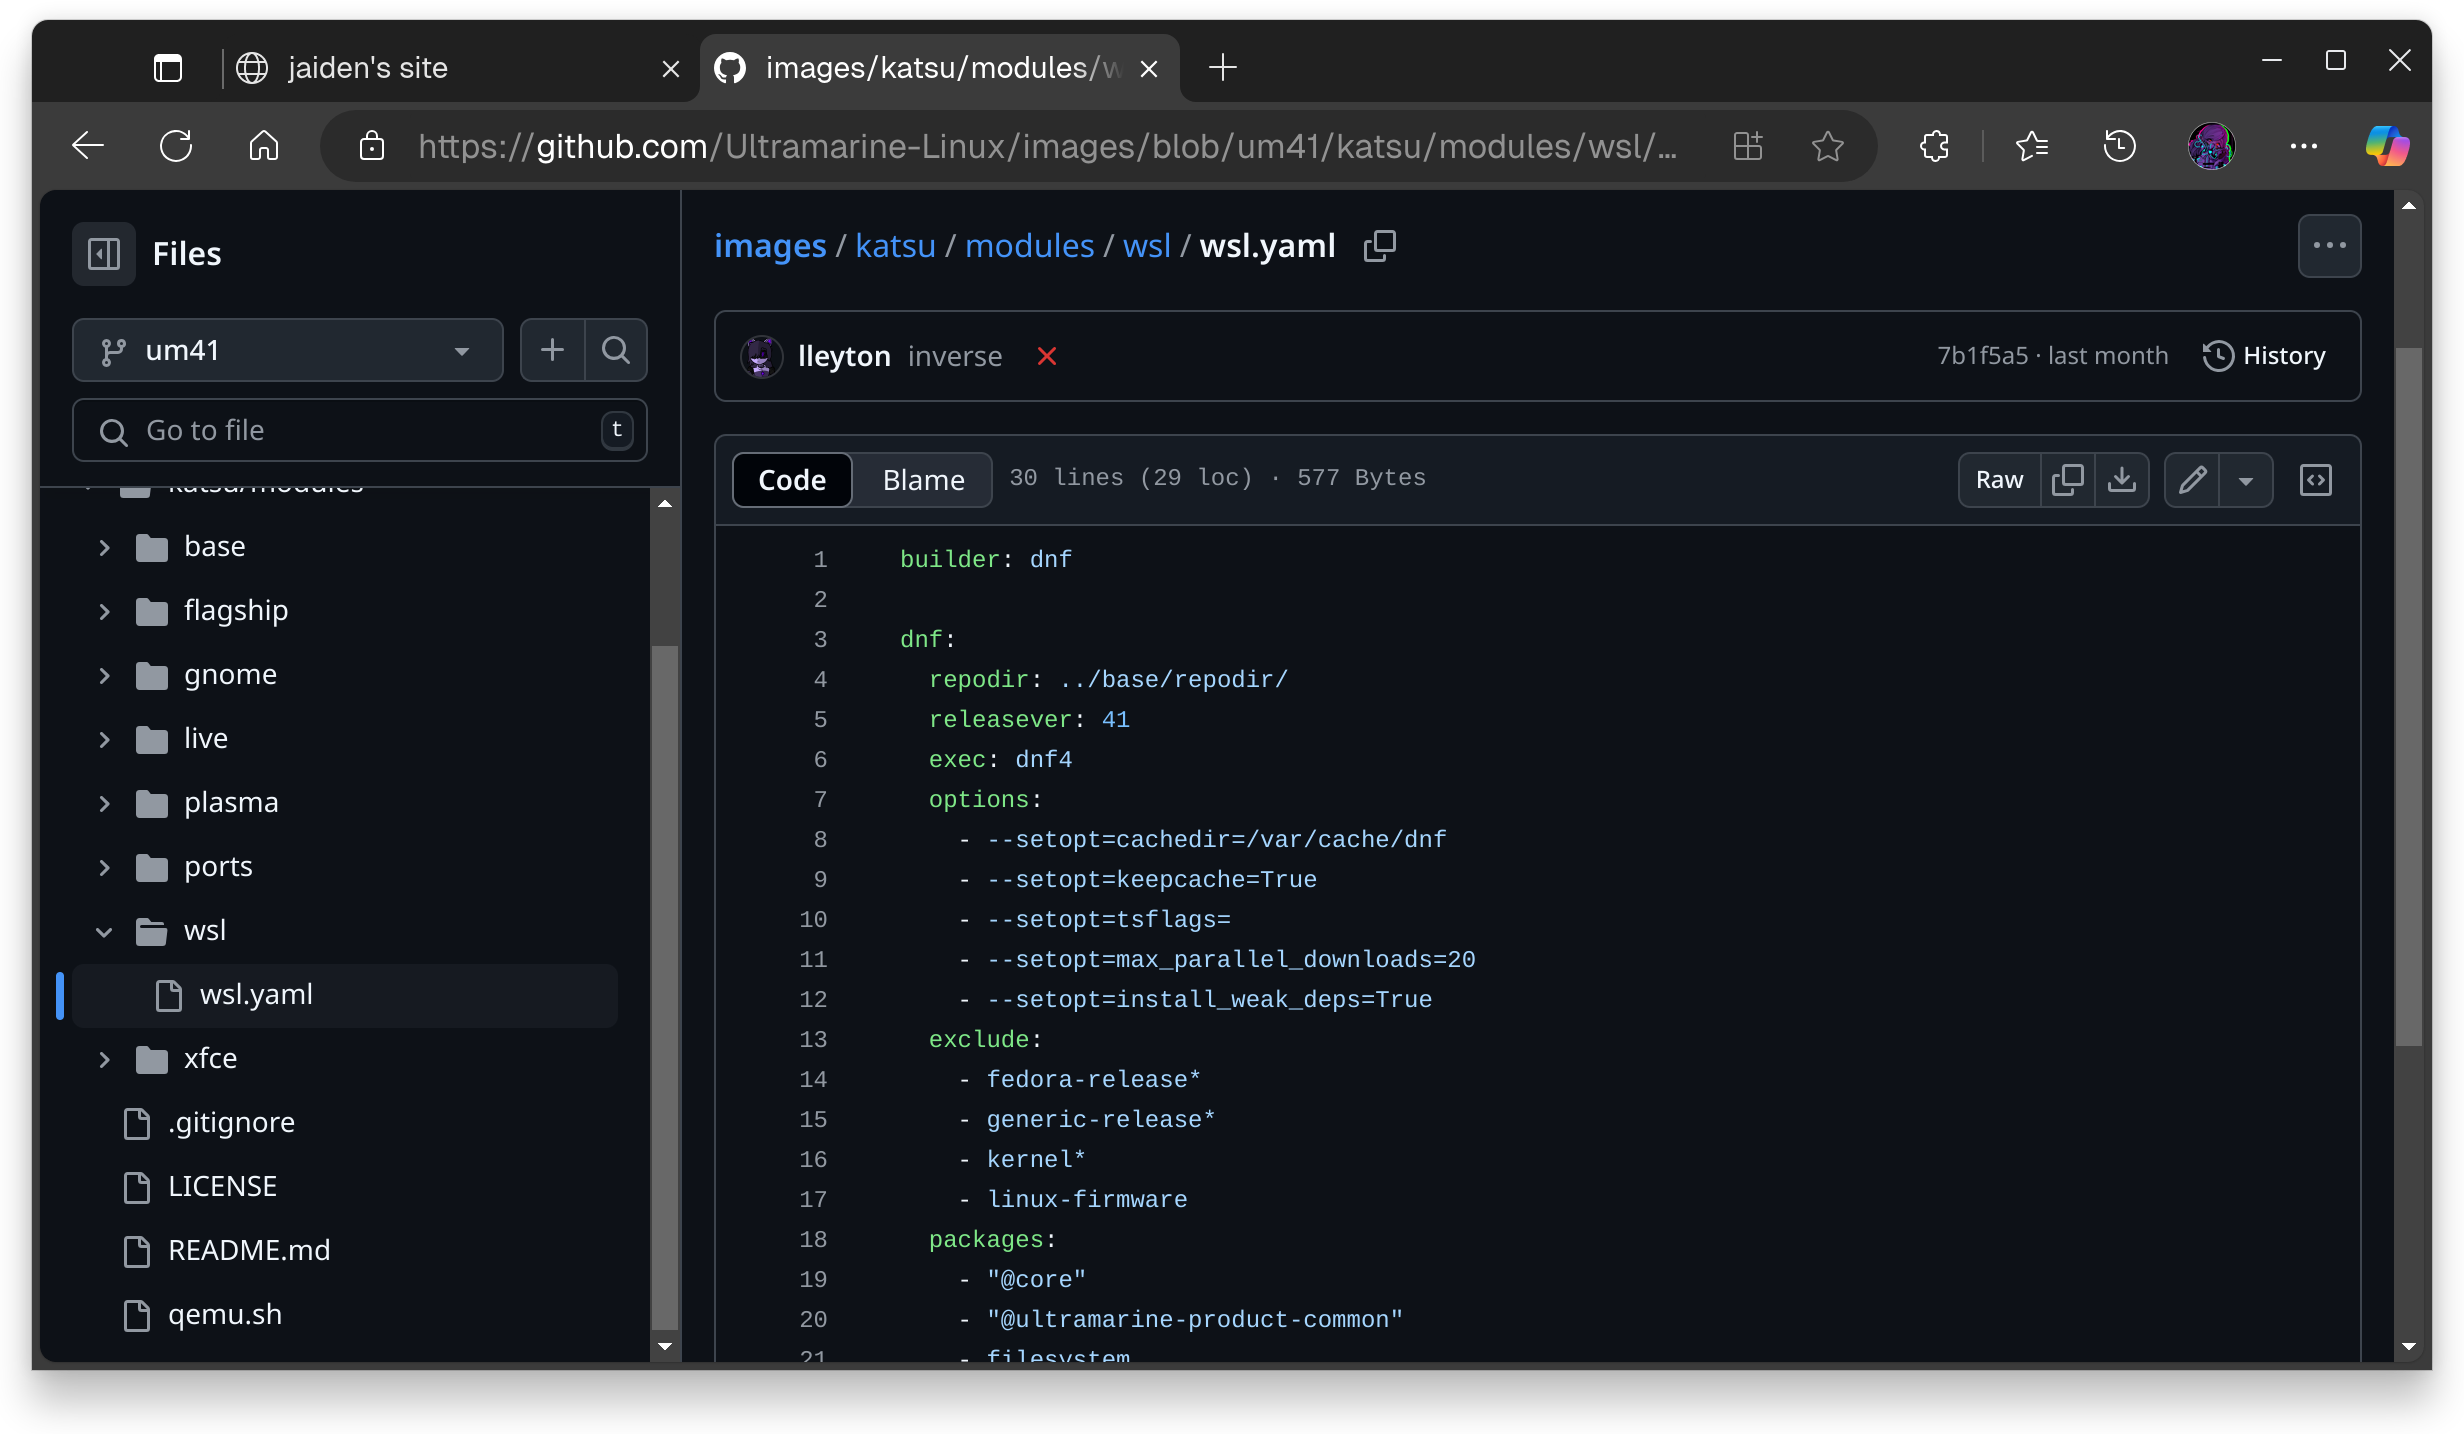 jaiden's site
images/katsu/modules/w
https://github.com/Ultramarine-Linux/images/blob/um41/katsu/modules/wsl/...
Files
um41
Go to file
t
katsu/modules
base
flagship
gnome
live
plasma
ports
wsl
wsl.yaml
xfce
.gitignore
LICENSE
README.md
qemu.sh
images / katsu / modules / wsl / wsl.yaml
lleyton inverse
7b1f5a5 · last month
History
Code
Blame
30 lines (29 loc) · 577 Bytes
Raw
1 builder: dnf
2
3 dnf:
4 repodir: ../base/repodir/
5 releasever: 41
6 exec: dnf4
7 options:
8 - --setopt=cachedir=/var/cache/dnf
9 - --setopt=keepcache=True
10 - --setopt=tsflags=
11 - --setopt=max_parallel_downloads=20
12 - --setopt=install_weak_deps=True
13 exclude:
14 - fedora-release*
15 - generic-release*
16 - kernel*
17 - linux-firmware
18 packages:
19 - "@core"
20 - "@ultramarine-product-common"
21 - filesystem